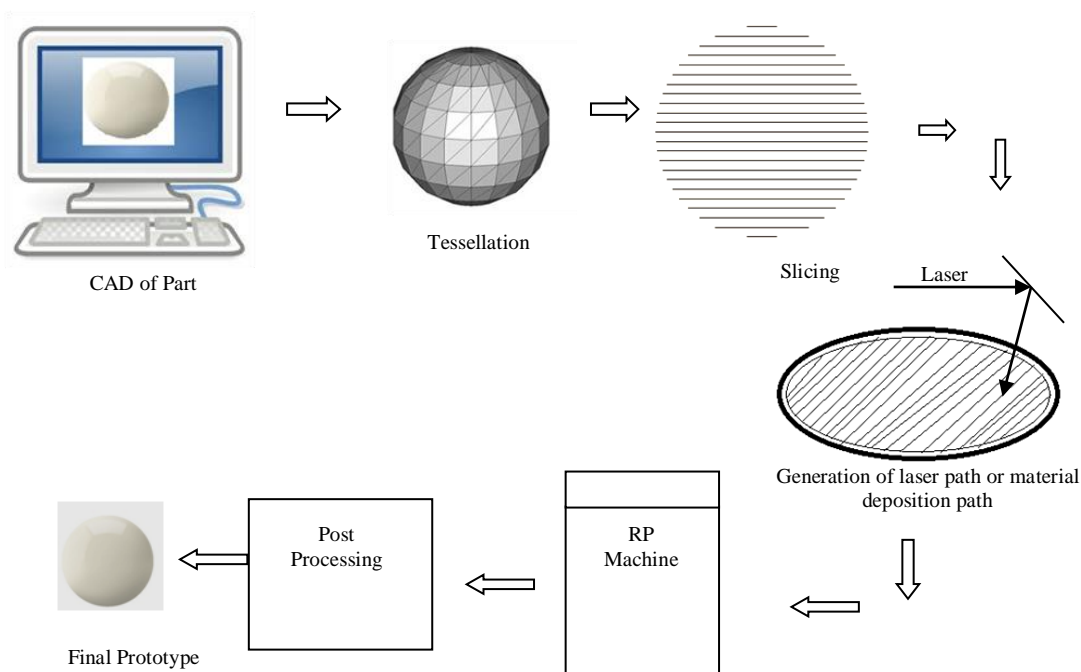 CAD of Part
Tessellation
Slicing
Laser
Generation of laser path or material
deposition path
RP
Machine
Post
Processing
Final Prototype